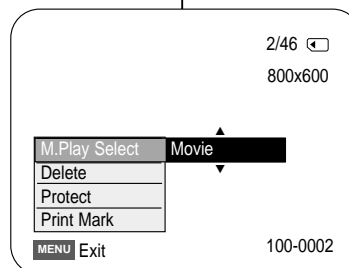 2/46
800x600
M.Play Select Movie
Delete
Protect
Print Mark
MENU Exit 100-0002